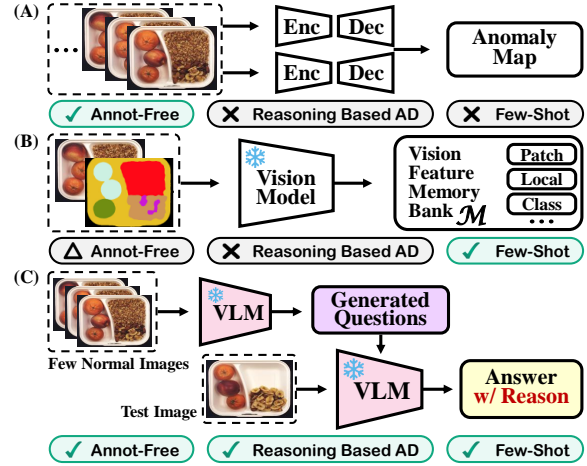 (A)
Enc Dec
Enc Dec
Anomaly
Map
✓ Annot-Free
✕ Reasoning Based AD
✕ Few-Shot
(B)
Vision
Model
Vision
Feature
Memory
Bank ℳ
Patch
Local
Class
...
△ Annot-Free
✕ Reasoning Based AD
✓ Few-Shot
(C)
VLM
Generated
Questions
Few Normal Images
Test Image
VLM
Answer
w/ Reason
✓ Annot-Free
✓ Reasoning Based AD
✓ Few-Shot